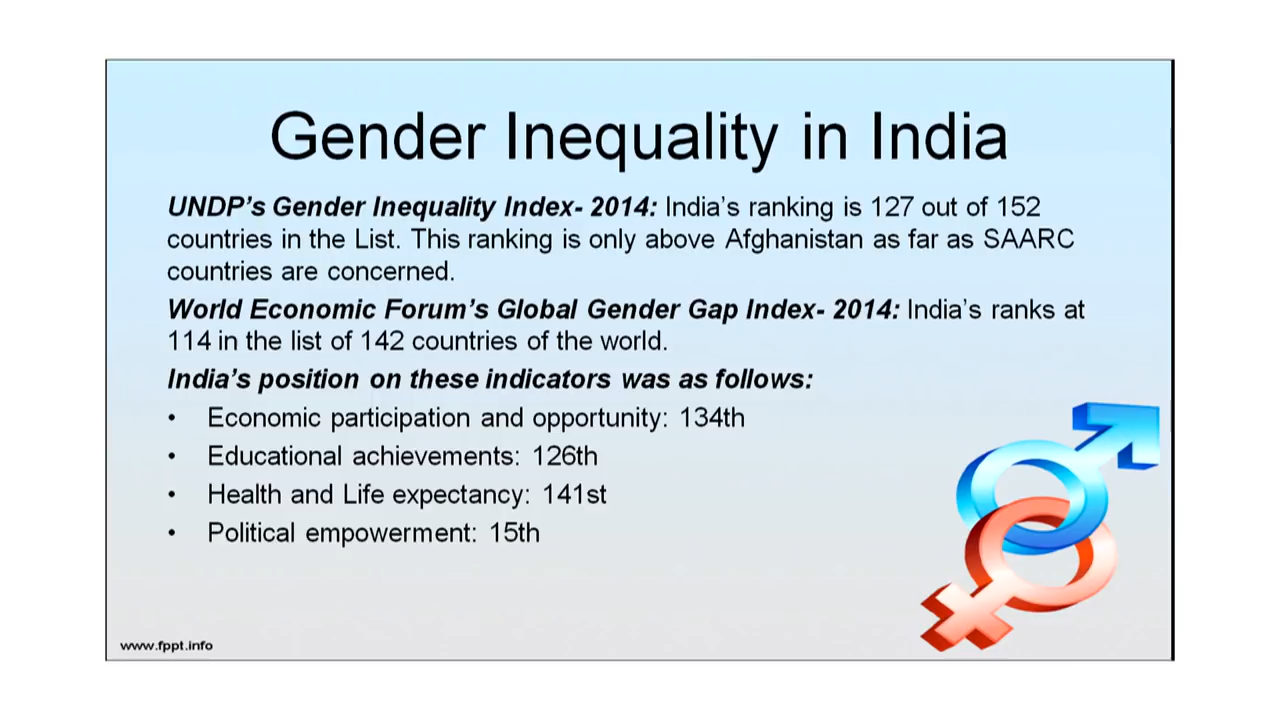 Gender Inequality in India
UNDP's Gender Inequality Index- 2014: India's ranking is 127 out of 152
countries in the List. This ranking is only above Afghanistan as far as SAARC
countries are concerned.
World Economic Forum's Global Gender Gap Index- 2014: India's ranks at
114 in the list of 142 countries of the world.
India's position on these indicators was as follows:
• Economic participation and opportunity: 134th
• Educational achievements: 126th
• Health and Life expectancy: 141st
• Political empowerment: 15th
www.fppt.info